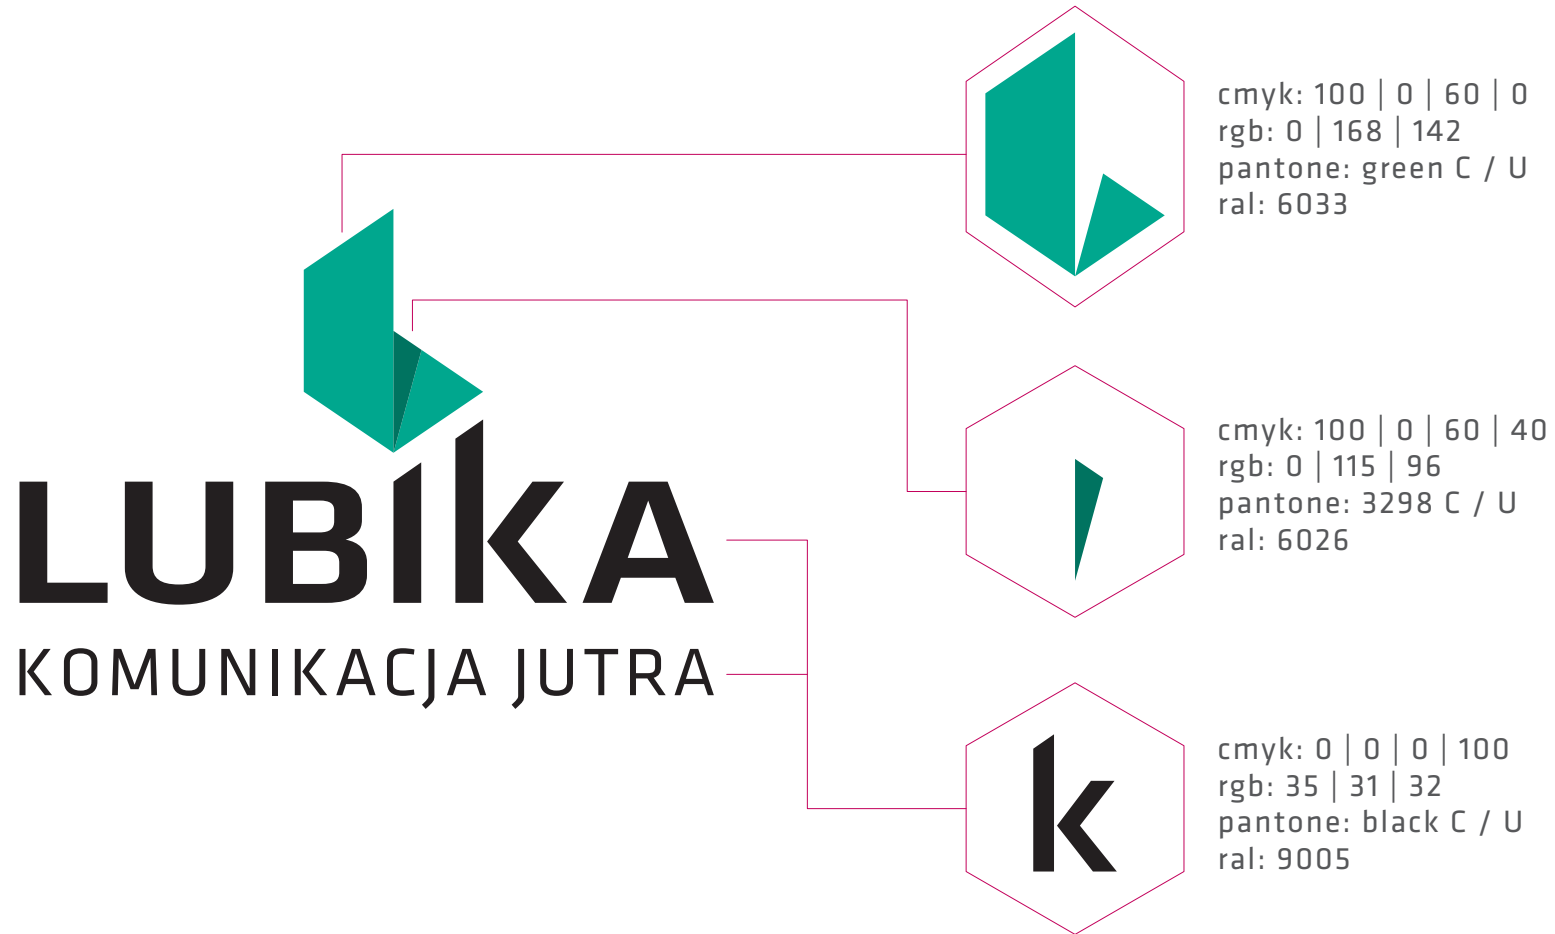 LUBIKA
KOMUNIKACJA JUTRA
cmyk: 100 | 0 | 60 | 0
rgb: 0 | 168 | 142
pantone: green C / U
ral: 6033
cmyk: 100 | 0 | 60 | 40
rgb: 0 | 115 | 96
pantone: 3298 C / U
ral: 6026
k
cmyk: 0 | 0 | 0 | 100
rgb: 35 | 31 | 32
pantone: black C / U
ral: 9005